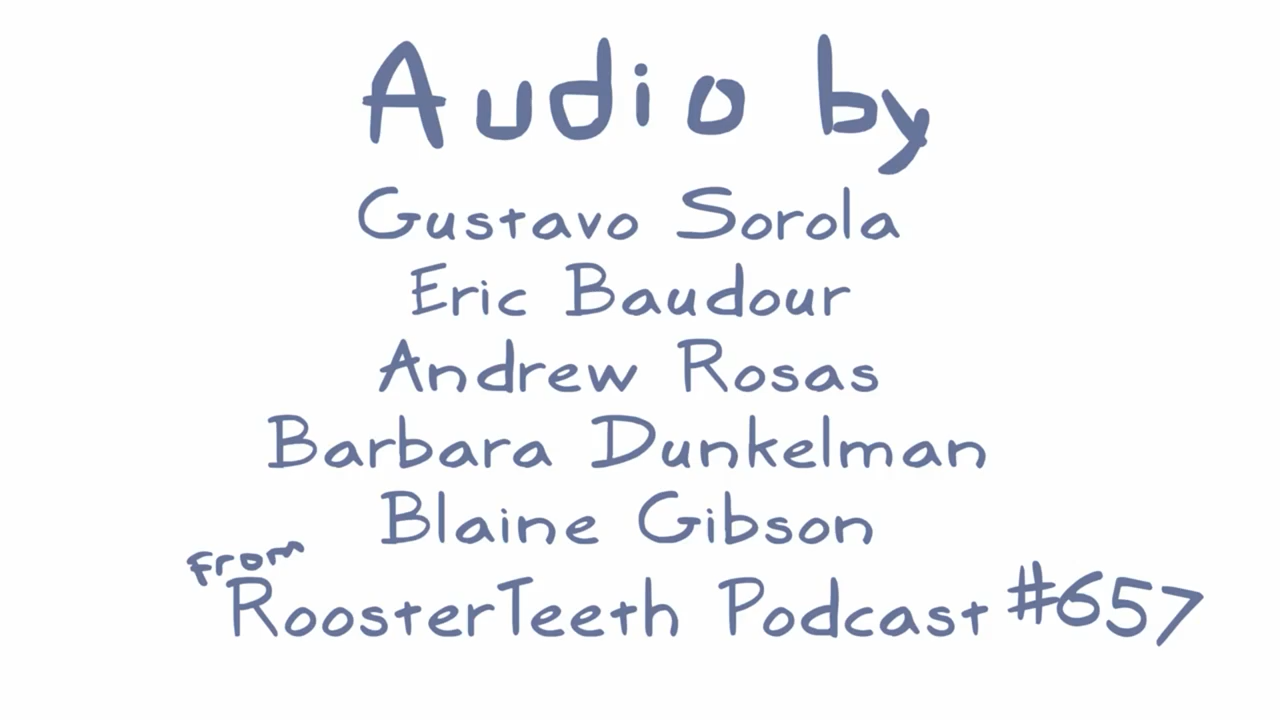 Audio by
Gustavo Sorola
Eric Baudour
Andrew Rosas
Barbara Dunkelman
Blaine Gibson
From
RoosterTeeth Podcast #657